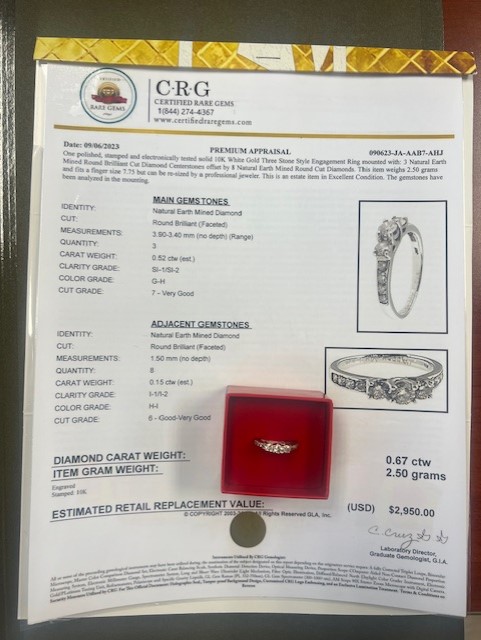 CERTIFIED
RARE GEMS
C·R·G
CERTIFIED RARE GEMS
1(844) 274-4367
www.certifiedraregems.com
Date: 09/06/2023
PREMIUM APPRAISAL
090623-JA-AAB7-AHJ
One polished, stamped and electronically tested solid 10K White Gold Three Stone Style Engagement Ring mounted with: 3 Natural Earth
Mined Round Brilliant Cut Diamond Centerstones offset by 8 Natural Earth Mined Round Cut Diamonds. This item weighs 2.50 grams
and fits a finger size 7.75 but can be re-sized by a professional jeweler. This is an estate item in Excellent Condition. The gemstones have
been analyzed in the mounting.
MAIN GEMSTONES
IDENTITY: Natural Earth Mined Diamond
CUT: Round Brilliant (Faceted)
MEASUREMENTS: 3.90-3.40 mm (no depth) (Range)
QUANTITY: 3
CARAT WEIGHT: 0.52 ctw (est.)
CLARITY GRADE: SI-1/SI-2
COLOR GRADE: G-H
CUT GRADE: 7 - Very Good
ADJACENT GEMSTONES
IDENTITY: Natural Earth Mined Diamond
CUT: Round Brilliant (Faceted)
MEASUREMENTS: 1.50 mm (no depth)
QUANTITY: 8
CARAT WEIGHT: 0.15 ctw (est.)
CLARITY GRADE: I-1/I-2
COLOR GRADE: H-I
CUT GRADE: 6 - Good-Very Good
DIAMOND CARAT WEIGHT: 0.67 ctw
ITEM GRAM WEIGHT: 2.50 grams
Engraved
Stamped: 10K
ESTIMATED RETAIL REPLACEMENT VALUE: (USD) $2,950.00
Laboratory Director,
Graduate Gemologist, G.I.A.
Instruments Utilized By CRG Gemologists: